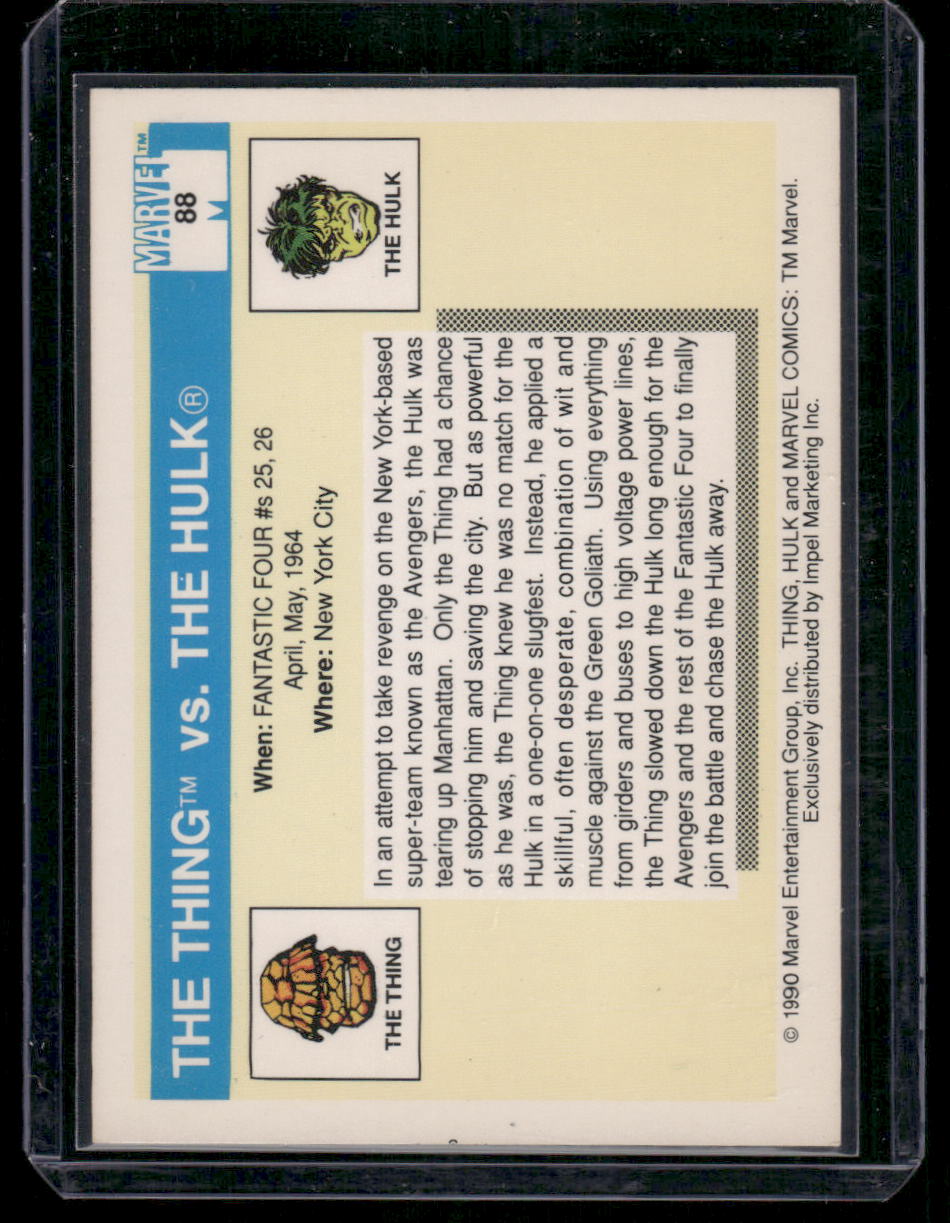 THE THING™ vs. THE HULK®
MARVEL™
88
M
When: FANTASTIC FOUR #s 25, 26
April, May, 1964
Where: New York City
THE THING
THE HULK
In an attempt to take revenge on the New York-based
super-team known as the Avengers, the Hulk was
tearing up Manhattan. Only the Thing had a chance
of stopping him and saving the city. But as powerful
as he was, the Thing knew he was no match for the
Hulk in a one-on-one slugfest. Instead, he applied a
skillful, often desperate, combination of wit and
muscle against the Green Goliath. Using everything
from girders and buses to high voltage power lines,
the Thing slowed down the Hulk long enough for the
Avengers and the rest of the Fantastic Four to finally
join the battle and chase the Hulk away.
© 1990 Marvel Entertainment Group, Inc. THING, HULK and MARVEL COMICS: TM Marvel.
Exclusively distributed by Impel Marketing Inc.